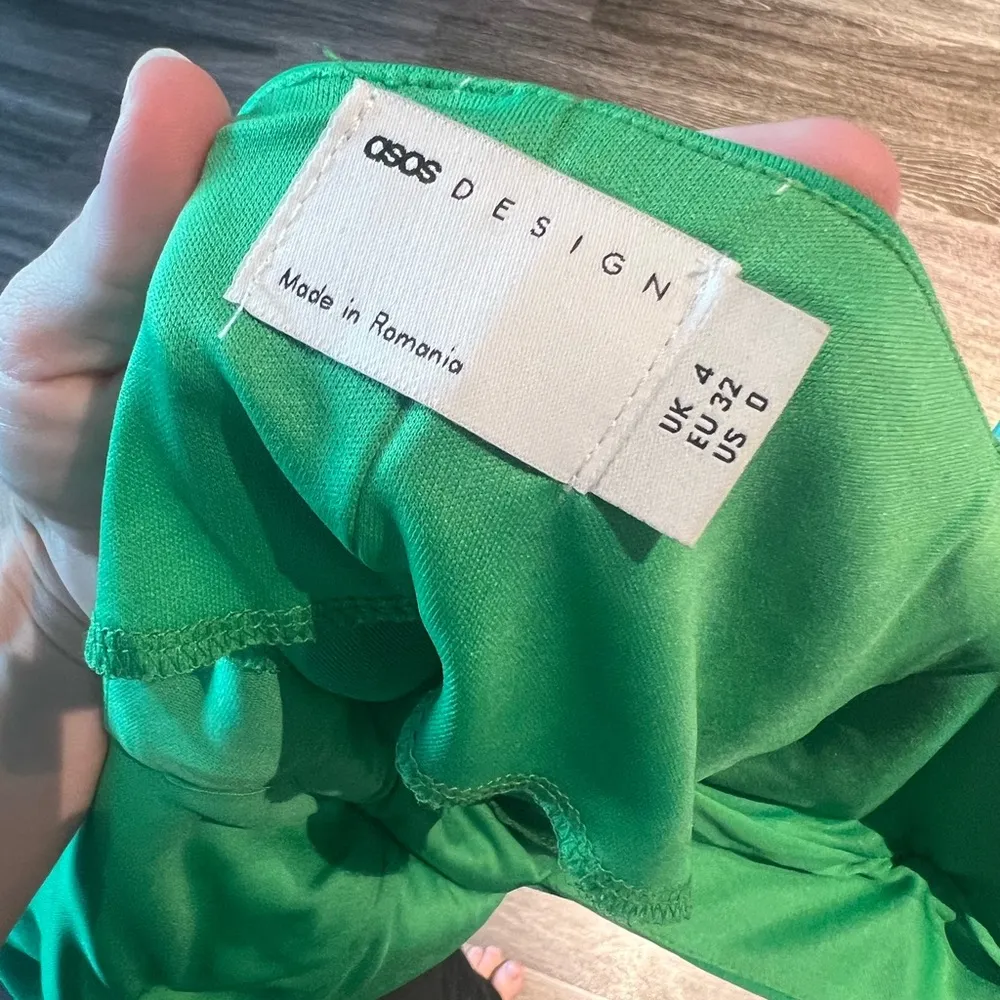 asos DESIGN
Made in Romania
UK 4
EU 32
US 0